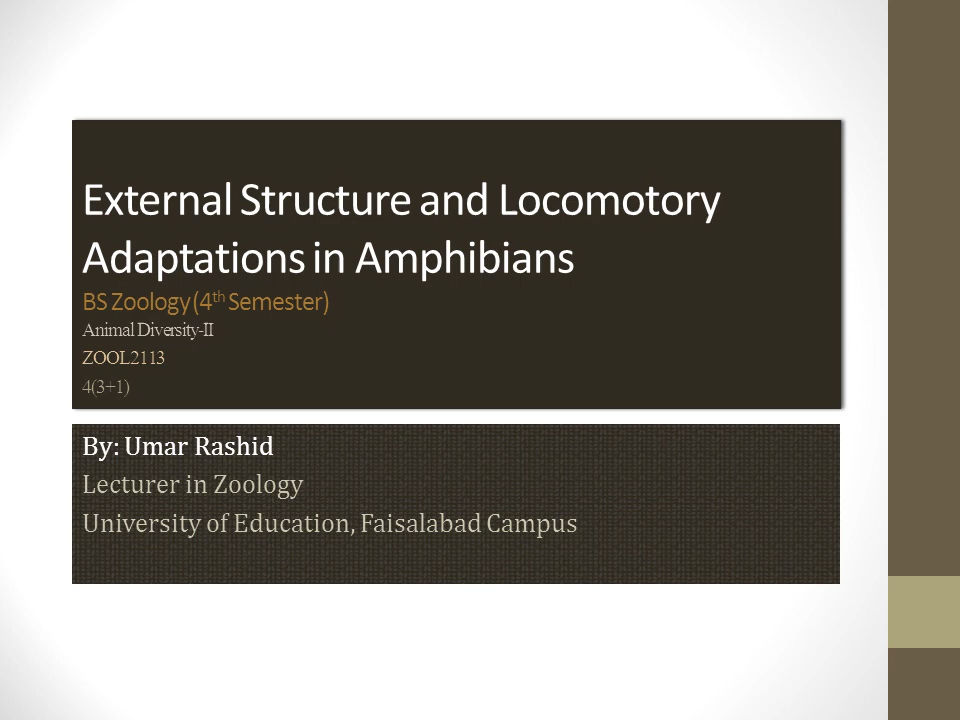 External Structure and Locomotory
Adaptations in Amphibians
BS Zoology (4th Semester)
Animal Diversity-II
ZOOL2113
4(3+1)
By: Umar Rashid
Lecturer in Zoology
University of Education, Faisalabad Campus